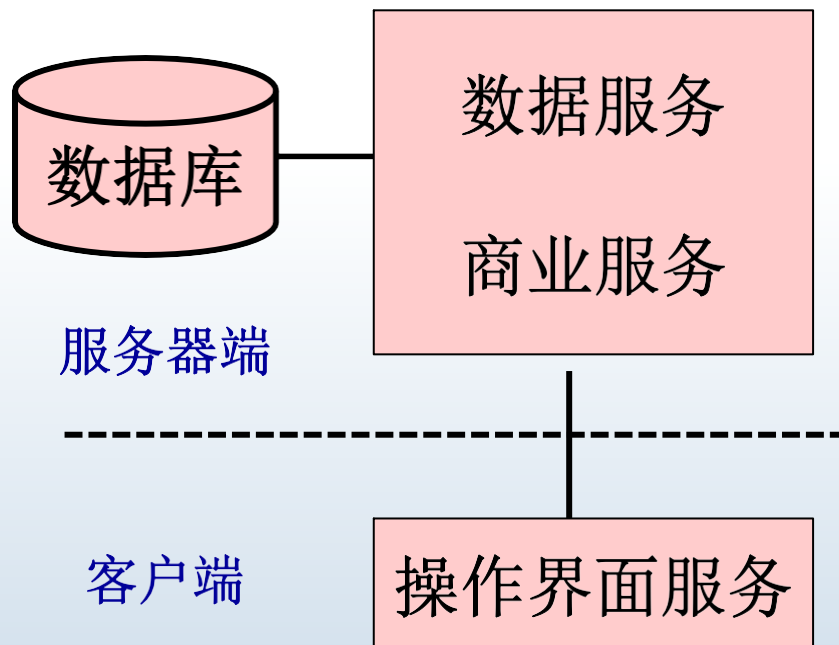 数据服务
数据库
商业服务
服务器端
客户端
操作界面服务